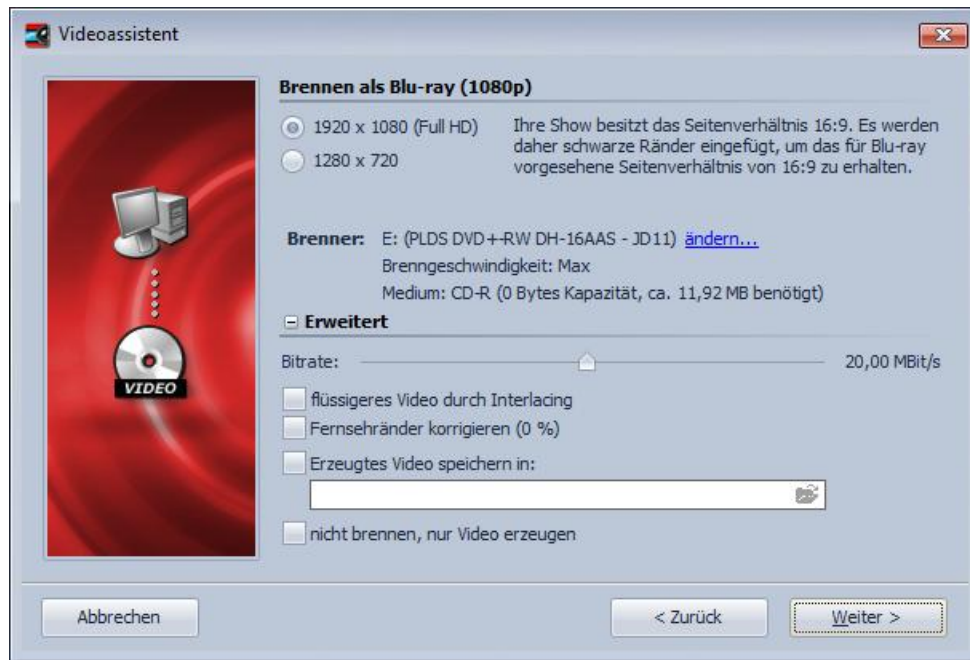 Videoassistent
Brennen als Blu-ray (1080p)
1920 x 1080 (Full HD)
1280 x 720
Ihre Show besitzt das Seitenverhältnis 16:9. Es werden
daher schwarze Ränder eingefügt, um das für Blu-ray
vorgesehene Seitenverhältnis von 16:9 zu erhalten.
Brenner: E: (PLDS DVD+-RW DH-16AAS - JD11) ändern...
Brenngeschwindigkeit: Max
Medium: CD-R (0 Bytes Kapazität, ca. 11,92 MB benötigt)
Erweitert
Bitrate: 20,00 MBit/s
VIDEO
flüssigeres Video durch Interlacing
Fernsehränder korrigieren (0 %)
Erzeugtes Video speichern in:
nicht brennen, nur Video erzeugen
Abbrechen
< Zurück
Weiter >